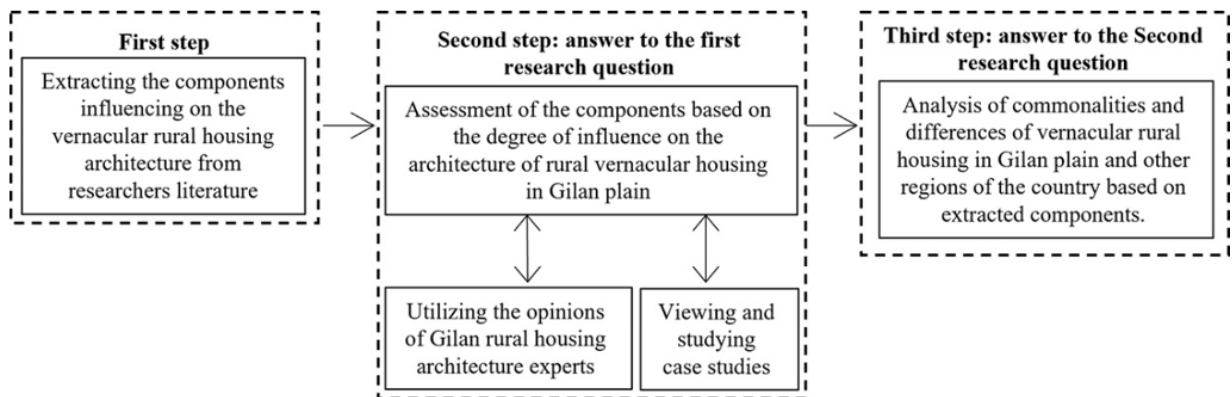 First step
Extracting the components
influencing on the
vernacular rural housing
architecture from
researchers literature
Second step: answer to the first
research question
Assessment of the components based on
the degree of influence on the
architecture of rural vernacular housing
in Gilan plain
Utilizing the opinions
of Gilan rural housing
architecture experts
Viewing and
studying
case studies
Third step: answer to the Second
research question
Analysis of commonalities and
differences of vernacular rural
housing in Gilan plain and other
regions of the country based on
extracted components.